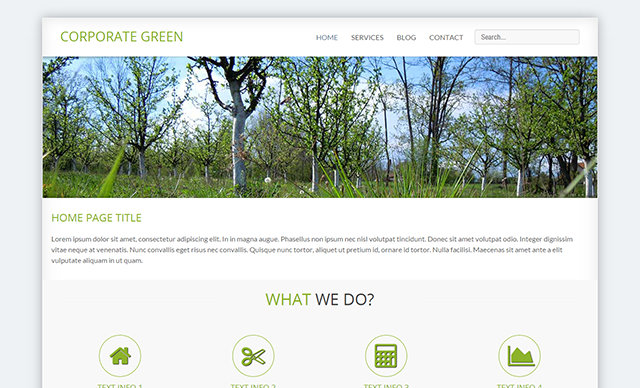 CORPORATE GREEN
HOME SERVICES BLOG CONTACT Search...
HOME PAGE TITLE
Lorem ipsum dolor sit amet, consectetur adipiscing elit. In in magna augue. Phasellus non ipsum nec nisl volutpat tincidunt. Donec sit amet volutpat odio. Integer dignissim
vitae neque at venenatis. Nunc convallis eget risus nec convallis. Quisque nunc tortor, aliquet ut pretium id, ornare id tortor. Nulla facilisi. Maecenas sit amet ante a elit
vulputate aliquam in ut quam.
WHAT WE DO?
TEXT INFO 1 TEXT INFO 2 TEXT INFO 3 TEXT INFO 4